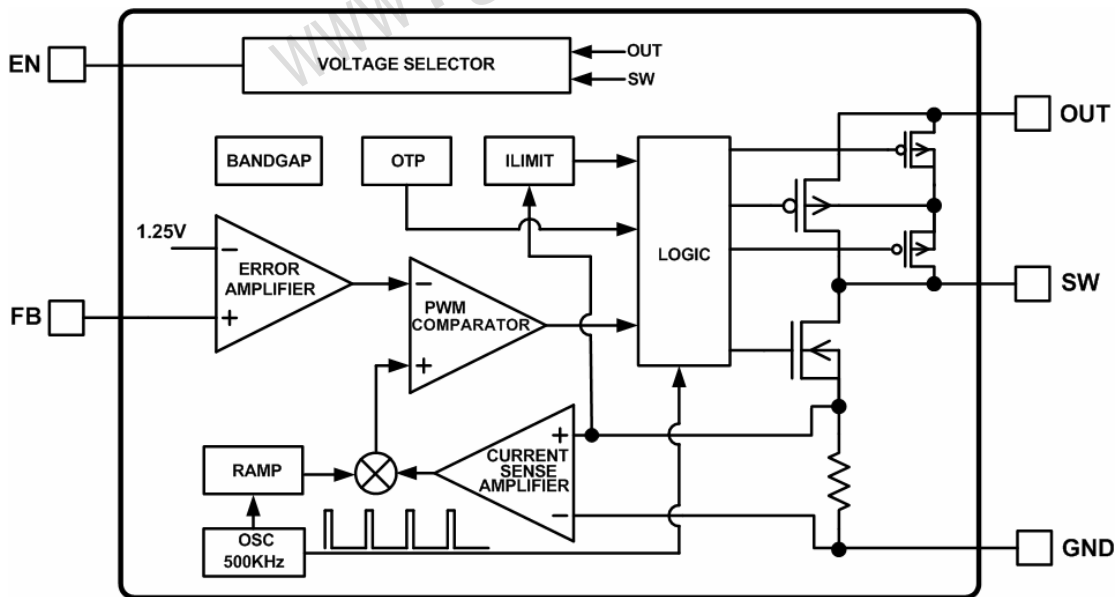 EN
VOLTAGE SELECTOR
OUT
SW
OUT
BANDGAP
OTP
ILIMIT
LOGIC
1.25V
−
ERROR
AMPLIFIER
+
FB
−
PWM
COMPARATOR
+
SW
RAMP
+
CURRENT
SENSE
AMPLIFIER
−
OSC
500KHz
GND